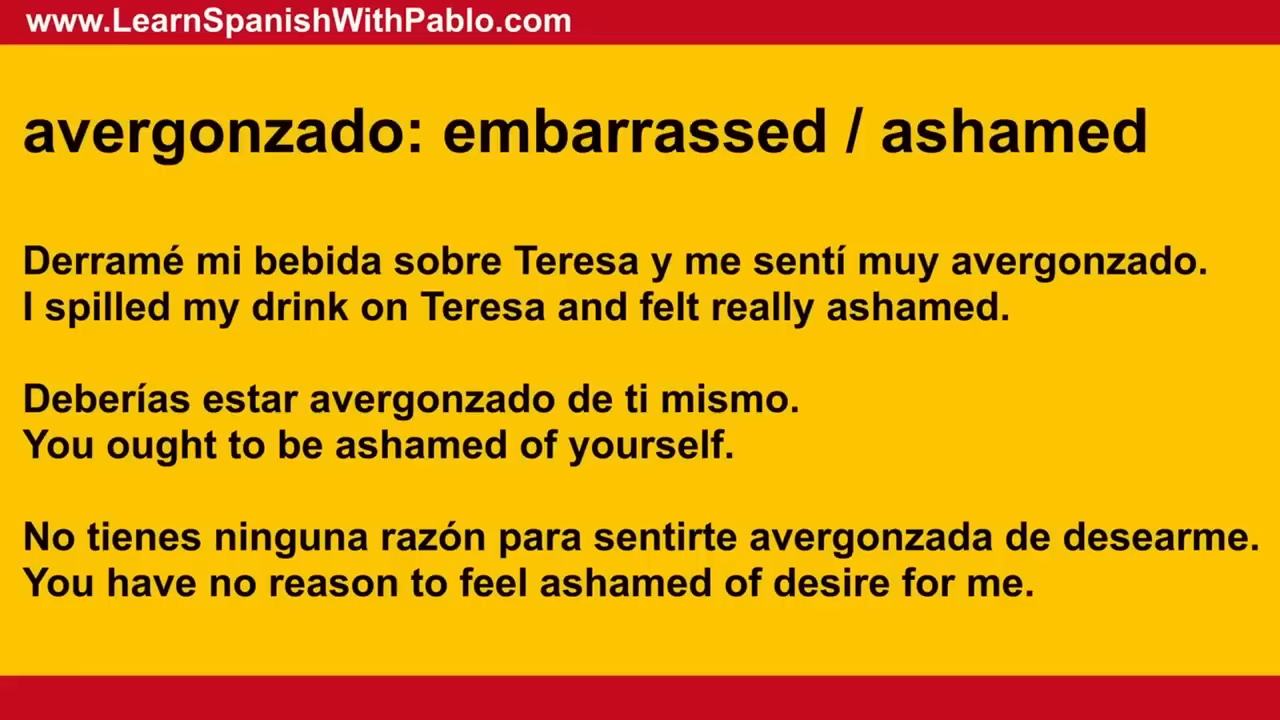 www.LearnSpanishWithPablo.com
avergonzado: embarrassed / ashamed
Derramé mi bebida sobre Teresa y me sentí muy avergonzado.
I spilled my drink on Teresa and felt really ashamed.
Deberías estar avergonzado de ti mismo.
You ought to be ashamed of yourself.
No tienes ninguna razón para sentirte avergonzada de desearme.
You have no reason to feel ashamed of desire for me.